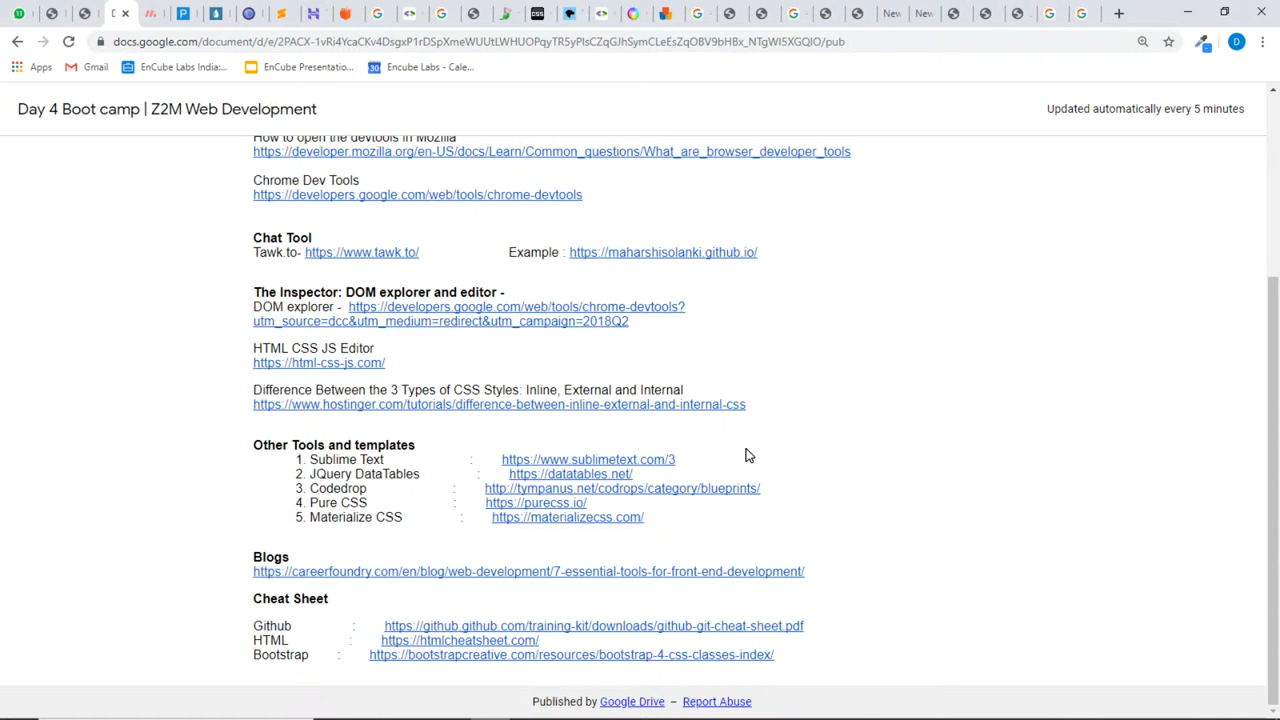 D
New
New
docs.google.com/document/d/e/2PACX-1vRi4YcaCKv4DsgxP1rDSpXmeWUUtLWHUOPqyTR5yPlsCZqGJhSymCLeEsZqOBV9bHBx_NTgWI5XGQIO/pub
D
Apps
Gmail
EnCube Labs India:...
EnCube Presentatio...
Encube Labs - Cale...
Day 4 Boot camp | Z2M Web Development
Updated automatically every 5 minutes
How to open the devtools in Mozilla
https://developer.mozilla.org/en-US/docs/Learn/Common_questions/What_are_browser_developer_tools
Chrome Dev Tools
https://developers.google.com/web/tools/chrome-devtools
Chat Tool
Tawk.to- https://www.tawk.to/ Example : https://maharshisolanki.github.io/
The Inspector: DOM explorer and editor -
DOM explorer - https://developers.google.com/web/tools/chrome-devtools?
utm_source=dcc&utm_medium=redirect&utm_campaign=2018Q2
HTML CSS JS Editor
https://html-css-js.com/
Difference Between the 3 Types of CSS Styles: Inline, External and Internal
https://www.hostinger.com/tutorials/difference-between-inline-external-and-internal-css
Other Tools and templates
1. Sublime Text : https://www.sublimetext.com/3
2. JQuery DataTables : https://datatables.net/
3. Codedrop : http://tympanus.net/codrops/category/blueprints/
4. Pure CSS : https://purecss.io/
5. Materialize CSS : https://materializecss.com/
Blogs
https://careerfoundry.com/en/blog/web-development/7-essential-tools-for-front-end-development/
Cheat Sheet
Github : https://github.github.com/training-kit/downloads/github-git-cheat-sheet.pdf
HTML : https://htmlcheatsheet.com/
Bootstrap : https://bootstrapcreative.com/resources/bootstrap-4-css-classes-index/
Published by Google Drive – Report Abuse